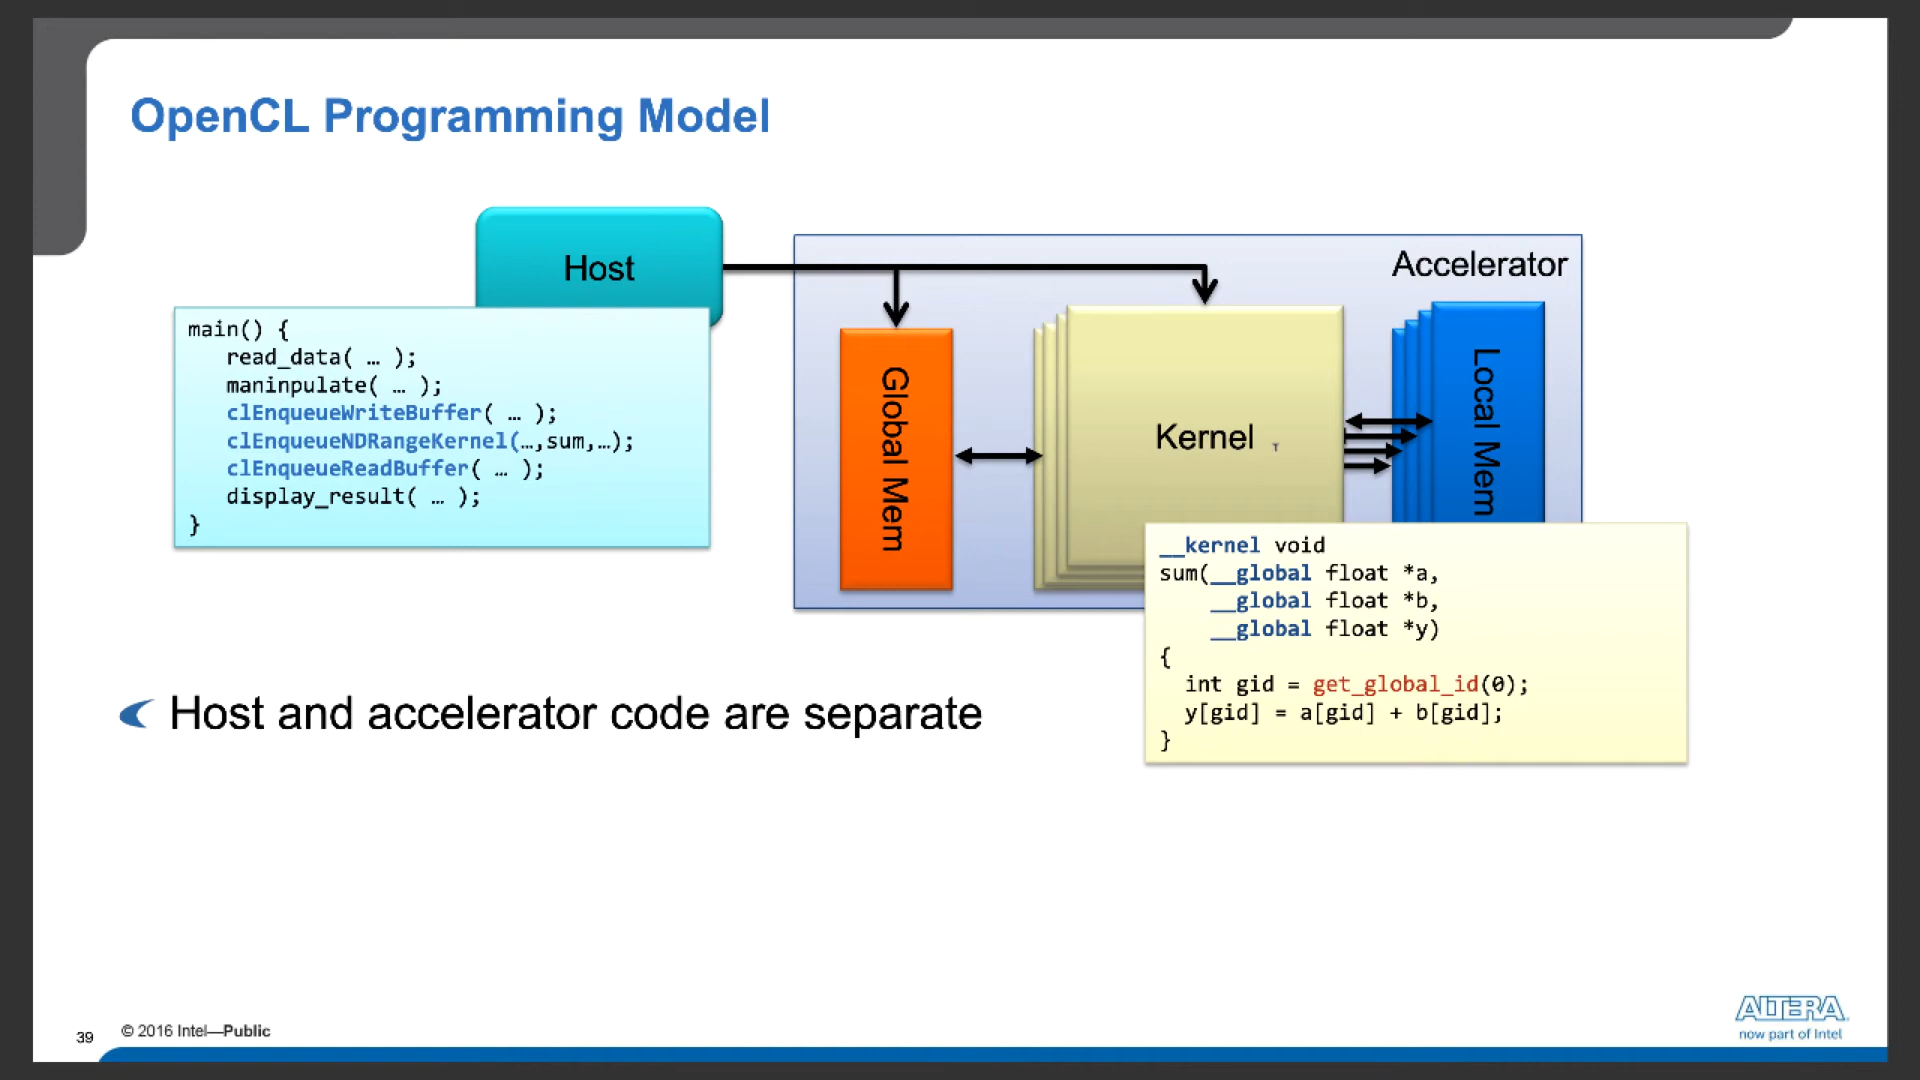 OpenCL Programming Model
Host
Accelerator
main() {
read_data( … );
maninpulate( … );
clEnqueueWriteBuffer( … );
clEnqueueNDRangeKernel(…,sum,…);
clEnqueueReadBuffer( … );
display_result( … );
}
Global Mem
Kernel
Local Mem
__kernel void
sum(__global float *a,
__global float *b,
__global float *y)
{
int gid = get_global_id(0);
y[gid] = a[gid] + b[gid];
}
Host and accelerator code are separate
39
© 2016 Intel—Public
ALTERA
now part of Intel